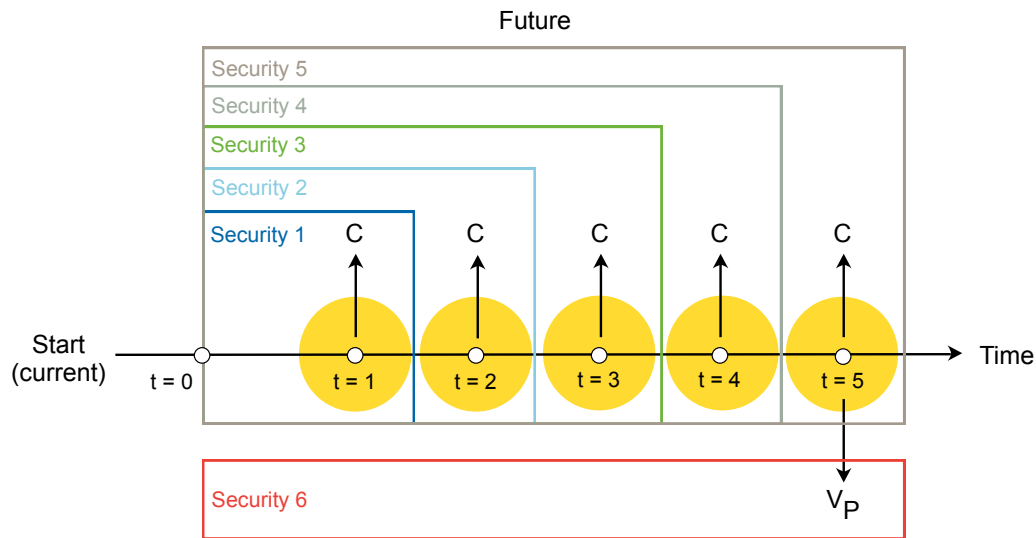 Future
Security 5
Security 4
Security 3
Security 2
Security 1
C C C C C
Start
(current)
t = 0
t = 1 t = 2 t = 3 t = 4 t = 5
Time
Security 6
VP